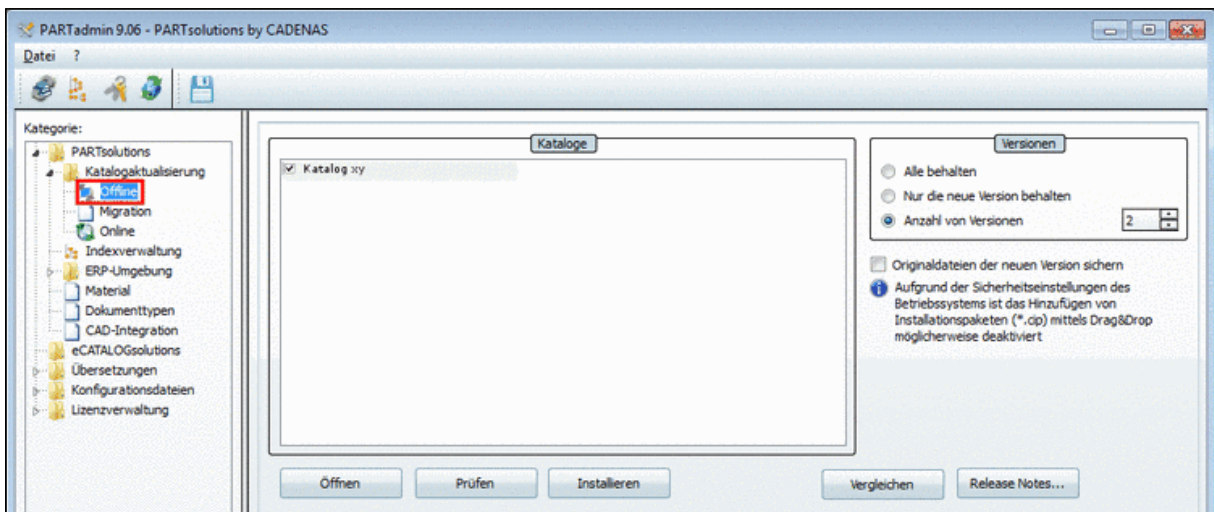 PARTadmin 9.06 - PARTsolutions by CADENAS
Datei ?
Kategorie:
PARTsolutions
Katalogaktualisierung
Offline
Migration
Online
Indexverwaltung
ERP-Umgebung
Material
Dokumenttypen
CAD-Integration
eCATALOGsolutions
Übersetzungen
Konfigurationsdateien
Lizenzverwaltung
Kataloge
Katalog xy
Versionen
Alle behalten
Nur die neue Version behalten
Anzahl von Versionen 2
Originaldateien der neuen Version sichern
Aufgrund der Sicherheitseinstellungen des
Betriebssystems ist das Hinzufügen von
Installationspaketen (*.cip) mittels Drag&Drop
möglicherweise deaktiviert
Öffnen Prüfen Installieren Vergleichen Release Notes...